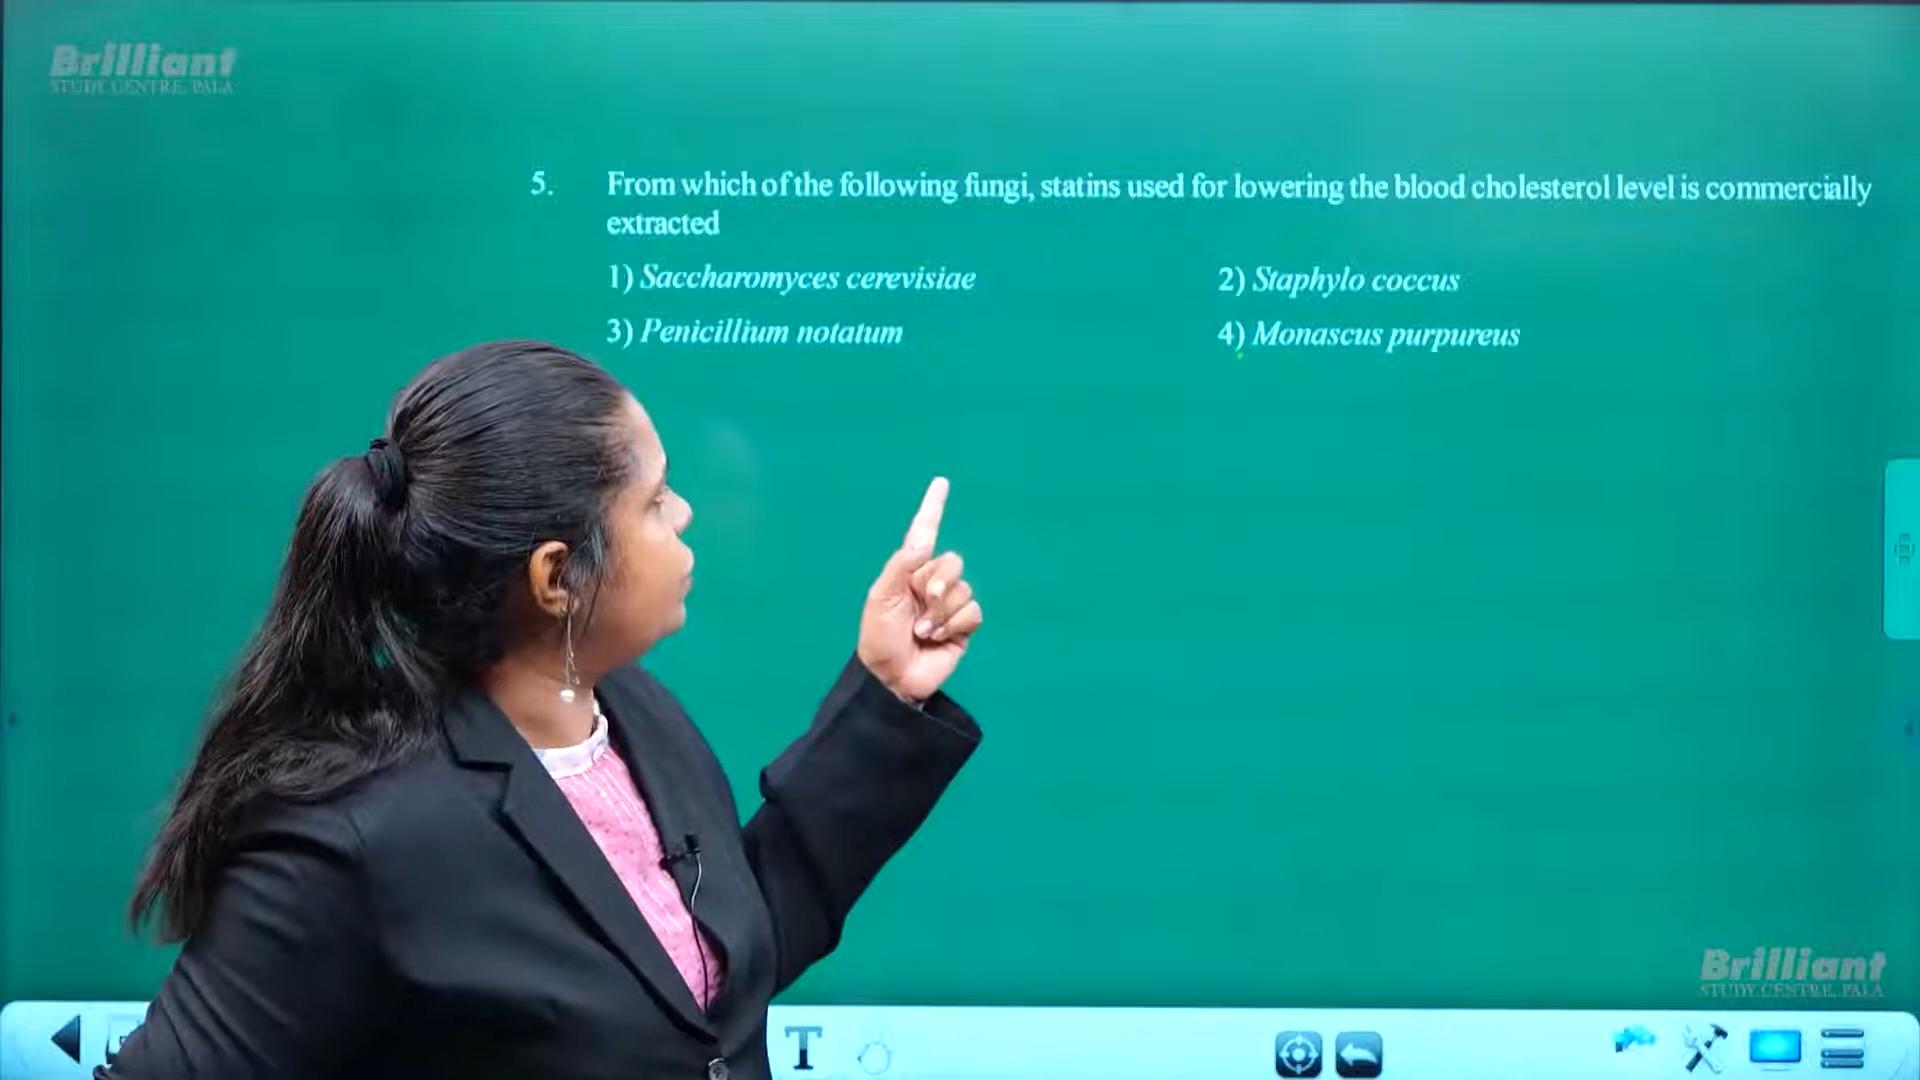 Brilliant
STUDY CENTRE, PALA
5. From which of the following fungi, statins used for lowering the blood cholesterol level is commercially
extracted
1) Saccharomyces cerevisiae 2) Staphylo coccus
3) Penicillium notatum 4) Monascus purpureus
Brilliant
STUDY CENTRE, PALA
T